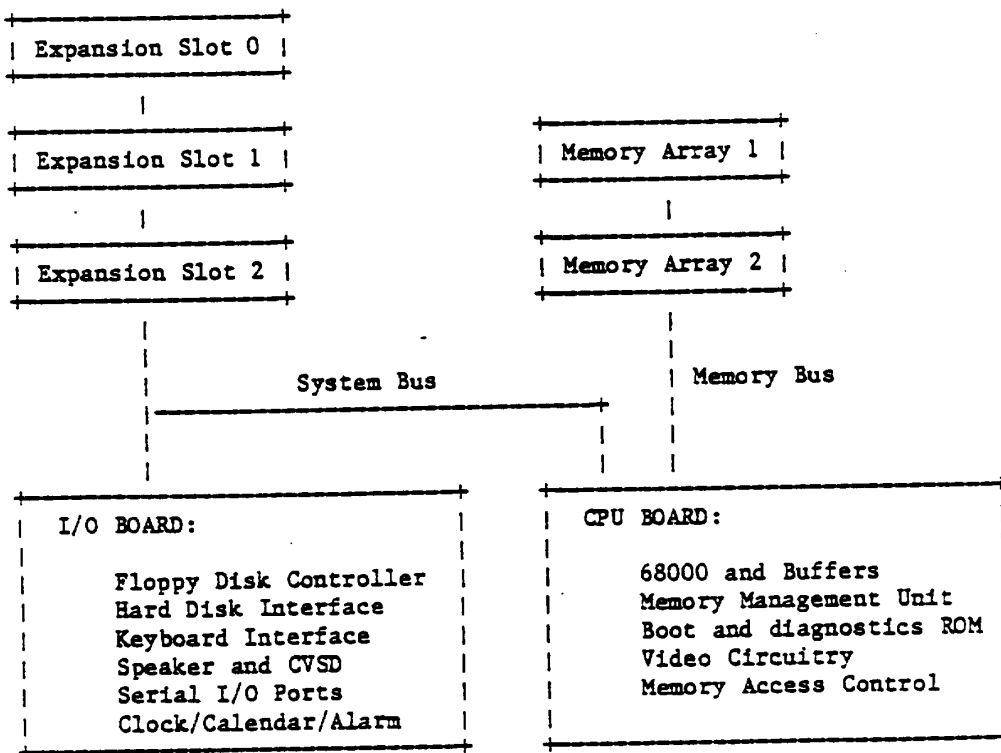 Expansion Slot 0
Expansion Slot 1
Memory Array 1
Expansion Slot 2
Memory Array 2
System Bus
Memory Bus
I/O BOARD:
Floppy Disk Controller
Hard Disk Interface
Keyboard Interface
Speaker and CVSD
Serial I/O Ports
Clock/Calendar/Alarm
CPU BOARD:
68000 and Buffers
Memory Management Unit
Boot and diagnostics ROM
Video Circuitry
Memory Access Control